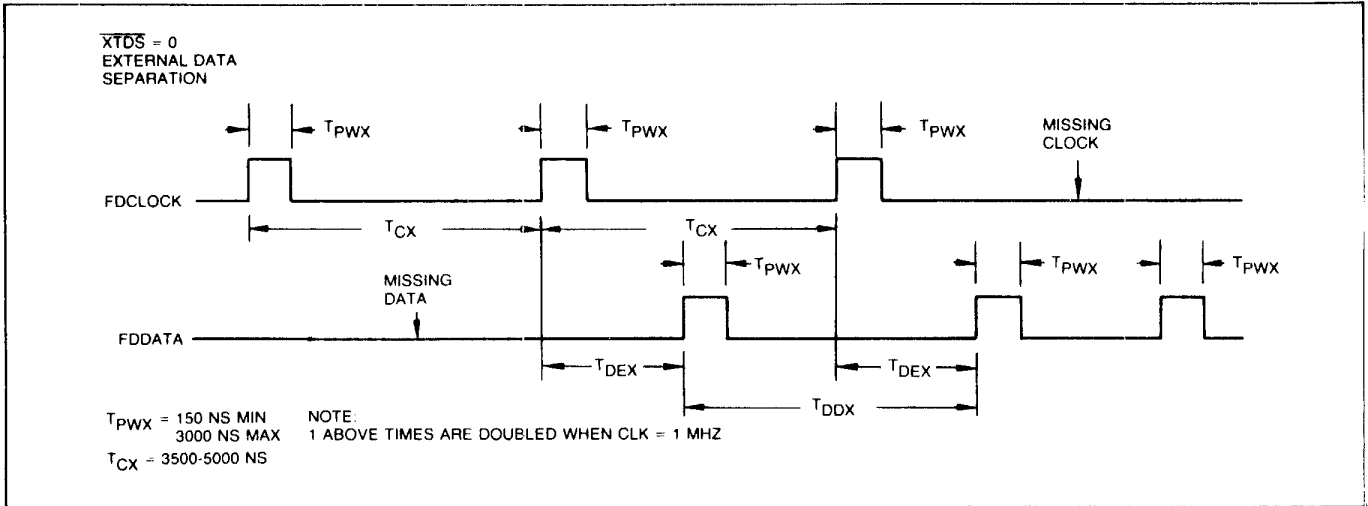 XTDS = 0
EXTERNAL DATA
SEPARATION
TPWX
TPWX
TPWX
MISSING
CLOCK
FDCLOCK
TCX
TCX
TPWX
TPWX
TPWX
MISSING
DATA
FDDATA
TDEX
TDEX
TDDX
TPWX = 150 NS MIN
3000 NS MAX
TCX = 3500-5000 NS
NOTE:
1 ABOVE TIMES ARE DOUBLED WHEN CLK = 1 MHZ